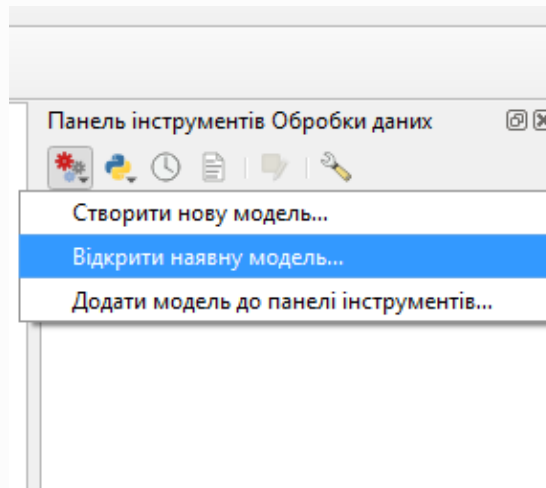 Панель інструментів Обробки даних
Створити нову модель...
Відкрити наявну модель...
Додати модель до панелі інструментів...